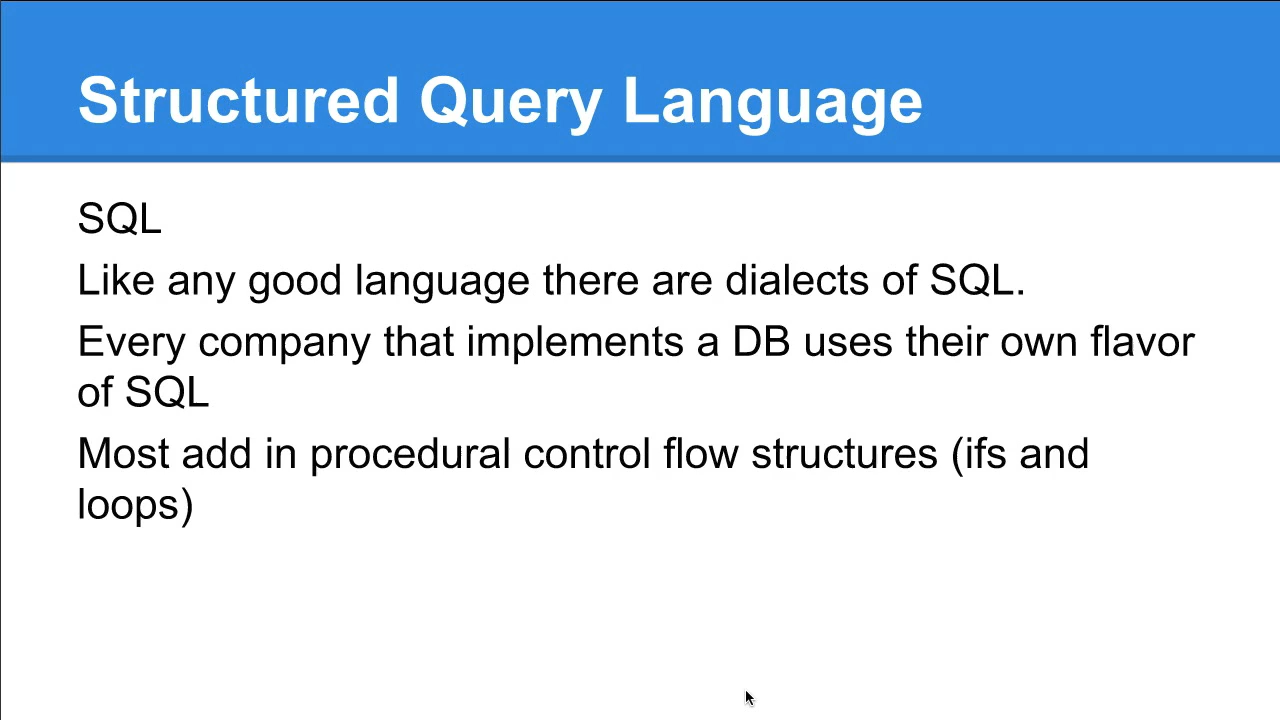 Structured Query Language
SQL
Like any good language there are dialects of SQL.
Every company that implements a DB uses their own flavor
of SQL
Most add in procedural control flow structures (ifs and
loops)